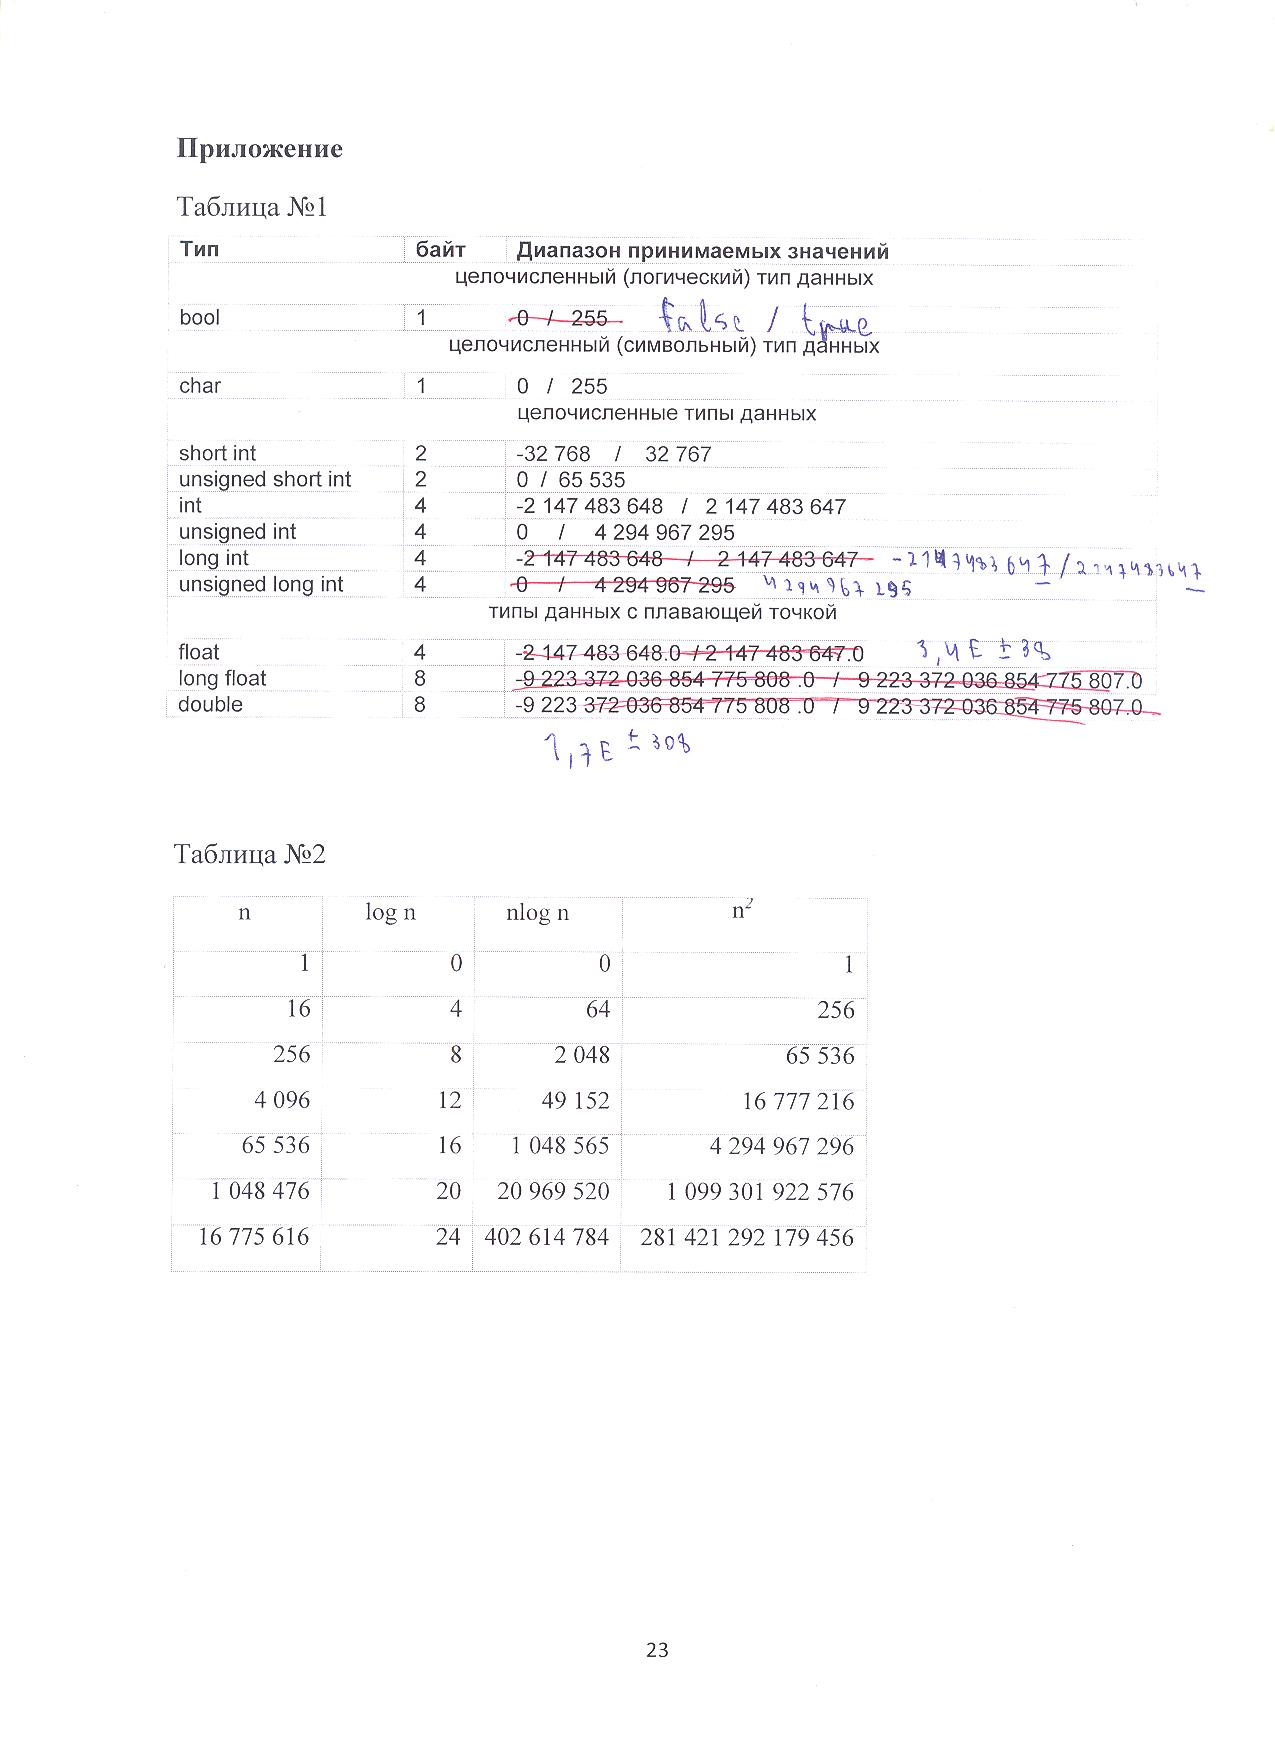 Приложение
Таблица №1
Тип байт Диапазон принимаемых значений
целочисленный (логический) тип данных
bool 1 0 / 255 false / true
целочисленный (символьный) тип данных
char 1 0 / 255
целочисленные типы данных
short int 2 -32 768 / 32 767
unsigned short int 2 0 / 65 535
int 4 -2 147 483 648 / 2 147 483 647
unsigned int 4 0 / 4 294 967 295
long int 4 -2 147 483 648 / 2 147 483 647 -2147483647/2147483647
unsigned long int 4 0 / 4 294 967 295 4294967295
типы данных с плавающей точкой
float 4 -2 147 483 648.0 / 2 147 483 647.0 3,4E ± 38
long float 8 -9 223 372 036 854 775 808 .0 / 9 223 372 036 854 775 807.0
double 8 -9 223 372 036 854 775 808 .0 / 9 223 372 036 854 775 807.0
1,7E ± 308
Таблица №2
n log n nlog n n²
1 0 0 1
16 4 64 256
256 8 2 048 65 536
4 096 12 49 152 16 777 216
65 536 16 1 048 565 4 294 967 296
1 048 476 20 20 969 520 1 099 301 922 576
16 775 616 24 402 614 784 281 421 292 179 456
23